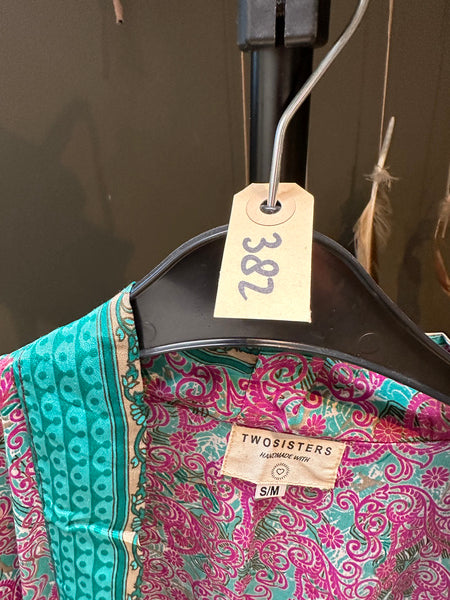 382
TWOSISTERS
HANDMADE WITH
S/M